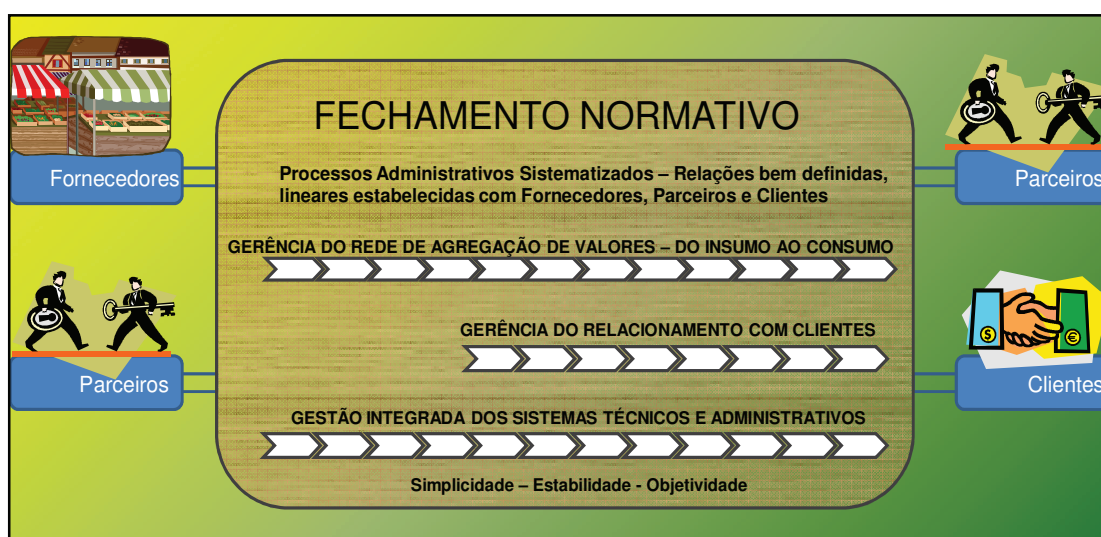 FECHAMENTO NORMATIVO
Fornecedores
Processos Administrativos Sistematizados – Relações bem definidas,
lineares estabelecidas com Fornecedores, Parceiros e Clientes
Parceiros
GERÊNCIA DO REDE DE AGREGAÇÃO DE VALORES – DO INSUMO AO CONSUMO
GERÊNCIA DO RELACIONAMENTO COM CLIENTES
$
€
Parceiros
Clientes
GESTÃO INTEGRADA DOS SISTEMAS TÉCNICOS E ADMINISTRATIVOS
Simplicidade – Estabilidade - Objetividade